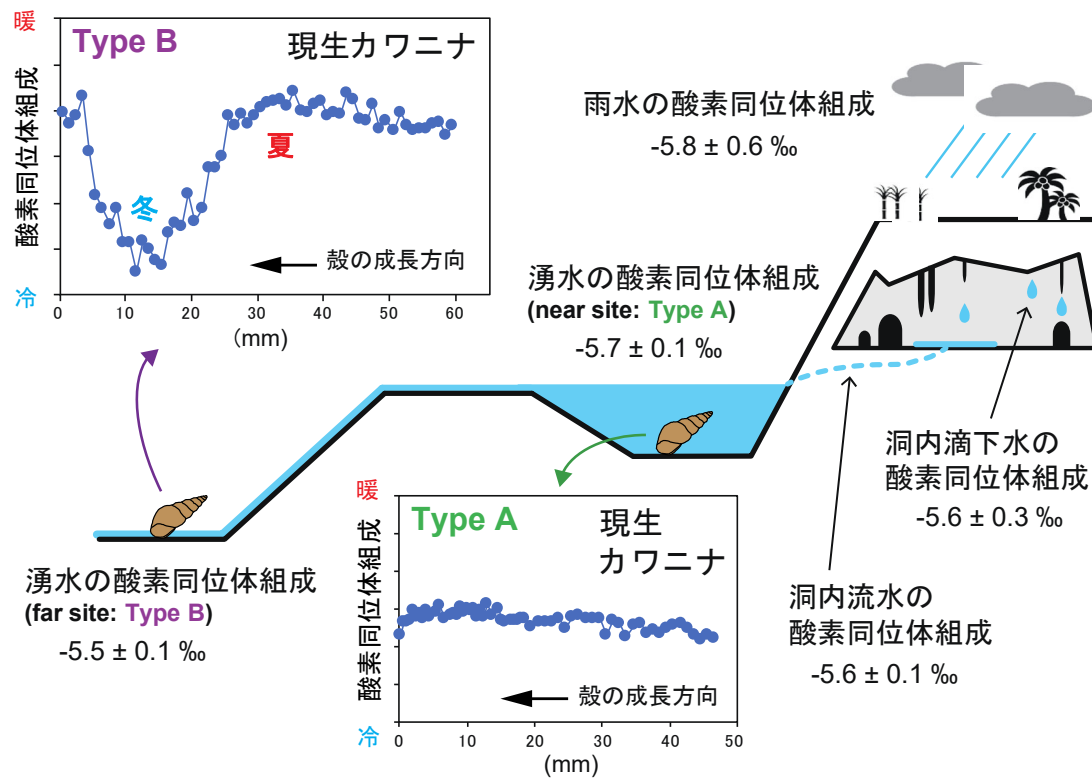 暖
Type B
現生カワニナ
酸素同位体組成
夏
冬
殻の成長方向
冷
0
10
20
30
40
50
60
(mm)
雨水の酸素同位体組成
-5.8 ± 0.6 ‰
湧水の酸素同位体組成
(near site: Type A)
-5.7 ± 0.1 ‰
洞内滴下水の
酸素同位体組成
-5.6 ± 0.3 ‰
洞内流水の
酸素同位体組成
-5.6 ± 0.1 ‰
湧水の酸素同位体組成
(far site: Type B)
-5.5 ± 0.1 ‰
暖
Type A
現生
カワニナ
酸素同位体組成
殻の成長方向
冷
0
10
20
30
40
50
(mm)